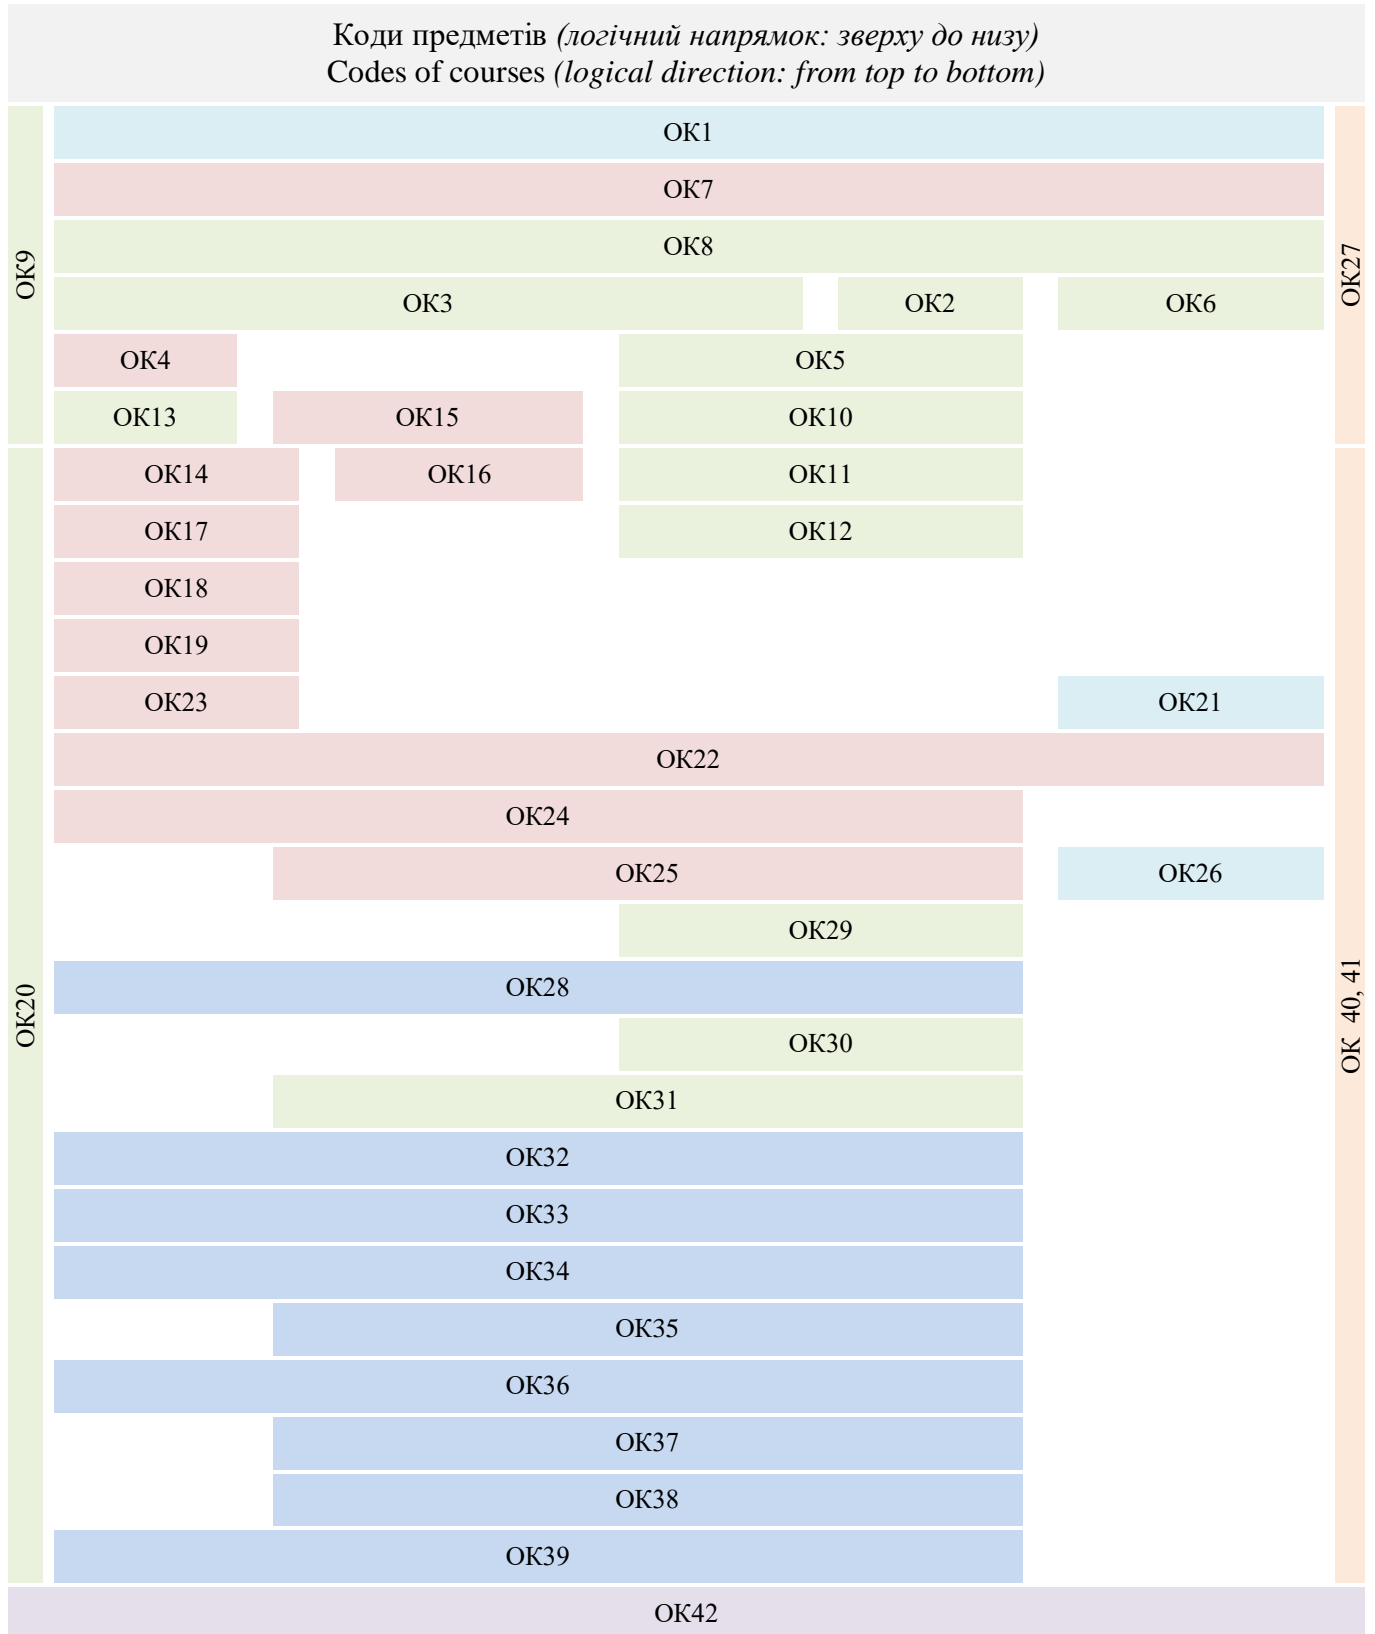 Коди предметів (логічний напрямок: зверху до низу)
Codes of courses (logical direction: from top to bottom)
ОК9
ОК1
ОК27
ОК7
ОК8
ОК3
ОК2
ОК6
ОК4
ОК5
ОК13
ОК15
ОК10
ОК20
ОК14
ОК16
ОК11
ОК 40, 41
ОК17
ОК12
ОК18
ОК19
ОК23
ОК21
ОК22
ОК24
ОК25
ОК26
ОК29
ОК28
ОК30
ОК31
ОК32
ОК33
ОК34
ОК35
ОК36
ОК37
ОК38
ОК39
ОК42